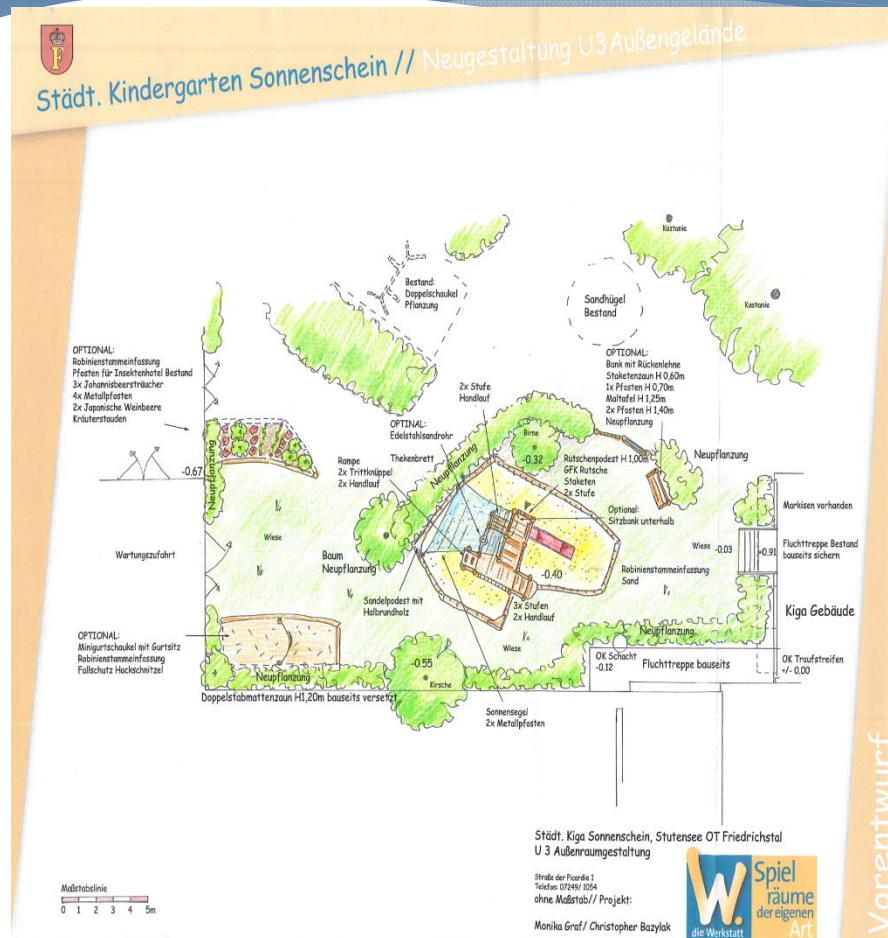 F
Städt. Kindergarten Sonnenschein // Neugestaltung U3 Außengelände
Kastanie
Kastanie
Bestand:
Doppelschaukel
Pflanzung
Sandhügel
Bestand
OPTIONAL:
Robinienstammeinfassung
Pfosten für Insektenhotel Bestand
3x Johannisbeersträucher
4x Metallpfosten
2x Japanische Weinbeere
Kräuterstauden
OPTIONAL:
Bank mit Rückenlehne
Staketenzaun H 0,60m
1x Pfosten H 0,70m
Maltafel H 1,25m
2x Pfosten H 1,40m
Neupflanzung
2x Stufe
Handlauf
OPTINAL:
Edelstahlsandrohr
Thekenbrett
Birne
-0.32
Neupflanzung
Neupflanzung
Neupflanzung
-0.67
Rampe
2x Trittknüppel
2x Handlauf
Rutschenpodest H 1,00m
GFK Rutsche
Staketen
2x Stufe
Optional:
Sitzbank unterhalb
Markisen vorhanden
Wiese
Wiese -0.03
+0.91
Fluchttreppe Bestand
bauseits sichern
Wartungszufahrt
Baum
Neupflanzung
-0.40
Robinienstammeinfassung
Sand
Sandelpodest mit
Halbrundholz
3x Stufen
2x Handlauf
Kiga Gebäude
OPTIONAL:
Minigurtschaukel mit Gurtsitz
Robinienstammeinfassung
Fallschutz Hackschnitzel
Neupflanzung
Wiese
-0.55
Kirsche
Neupflanzung
OK Schacht
-0.12
Fluchttreppe bauseits
OK Traufstreifen
+/- 0.00
Doppelstabmattenzaun H1,20m bauseits versetzt
Sonnensegel
2x Metallpfosten
Städt. Kiga Sonnenschein, Stutensee OT Friedrichstal
U 3 Außenraumgestaltung
Straße der Picardie 1
Telefon: 07249/ 1054
ohne Maßstab// Projekt:
Monika Graf/ Christopher Bazylak
W.
die Werkstatt
Spiel
räume
der eigenen
Art
Vorentwurf
Maßstabslinie
0 1 2 3 4 5m